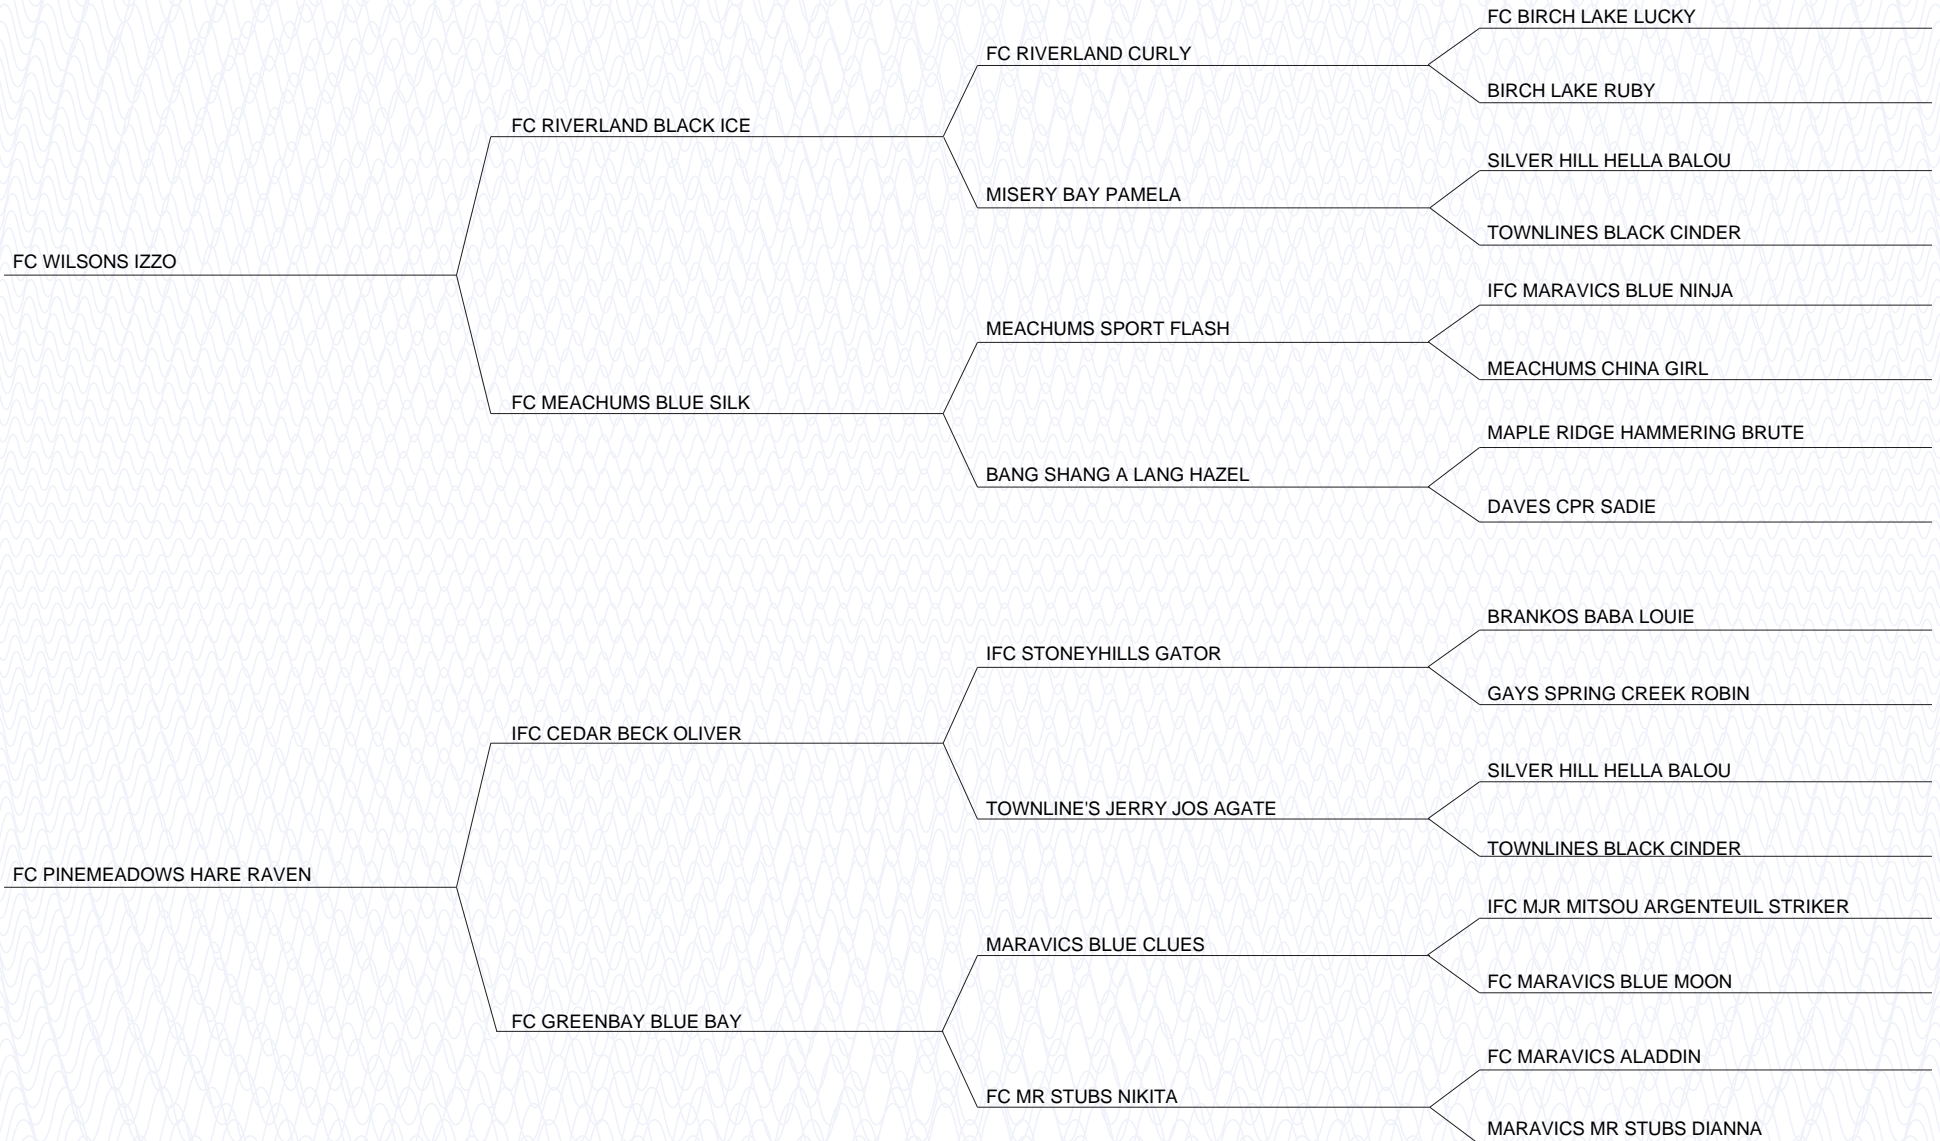 FC BIRCH LAKE LUCKY
FC RIVERLAND CURLY
BIRCH LAKE RUBY
FC RIVERLAND BLACK ICE
SILVER HILL HELLA BALOU
MISERY BAY PAMELA
TOWNLINES BLACK CINDER
FC WILSONS IZZO
IFC MARAVICS BLUE NINJA
MEACHUMS SPORT FLASH
MEACHUMS CHINA GIRL
FC MEACHUMS BLUE SILK
MAPLE RIDGE HAMMERING BRUTE
BANG SHANG A LANG HAZEL
DAVES CPR SADIE
BRANKOS BABA LOUIE
IFC STONEYHILLS GATOR
GAYS SPRING CREEK ROBIN
IFC CEDAR BECK OLIVER
SILVER HILL HELLA BALOU
TOWNLINE'S JERRY JOS AGATE
TOWNLINES BLACK CINDER
FC PINEMEADOWS HARE RAVEN
IFC MJR MITSOU ARGENTEUIL STRIKER
MARAVICS BLUE CLUES
FC MARAVICS BLUE MOON
FC GREENBAY BLUE BAY
FC MARAVICS ALADDIN
FC MR STUBS NIKITA
MARAVICS MR STUBS DIANNA